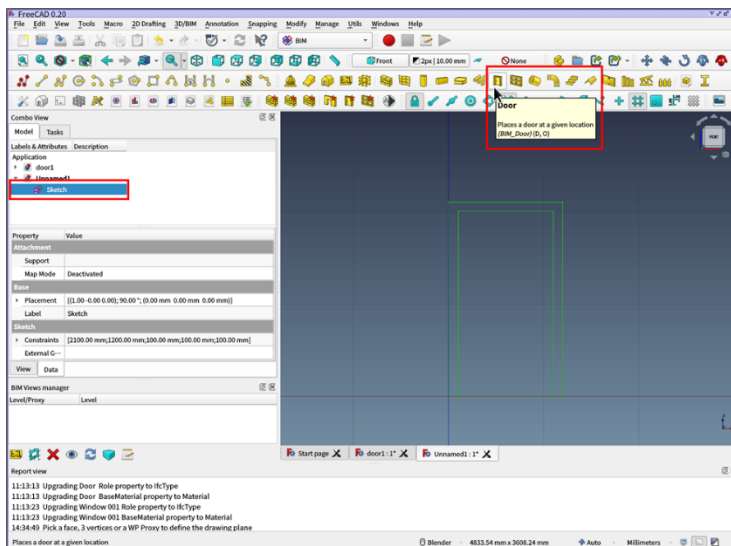 FreeCAD 0.20
File Edit View Tools Macro 2D Drafting 3D/BIM Annotation Snapping Modify Manage Utils Windows Help
BIM
Front 2px | 10.00 mm None
Combo View
Model Tasks
Labels & Attributes Description
Application
door1
Unnamed1
Sketch
Door
Places a door at a given location
(BIM_Door) (D, O)
Property Value
Attachment
Support
Map Mode Deactivated
Base
Placement [(1.00 -0.00 0.00); 90.00 °; (0.00 mm 0.00 mm 0.00 mm)]
Label Sketch
Sketch
Constraints [2100.00 mm;1200.00 mm;100.00 mm;100.00 mm;100.00 mm]
External G...
View Data
BIM Views manager
Level/Proxy Level
Start page door1 : 1* Unnamed1 : 1*
Report view
11:13:13 Upgrading Door Role property to IfcType
11:13:13 Upgrading Door BaseMaterial property to Material
11:13:23 Upgrading Window 001 Role property to IfcType
11:13:23 Upgrading Window 001 BaseMaterial property to Material
14:34:49 Pick a face, 3 vertices or a WP Proxy to define the drawing plane
Places a door at a given location Blender 4833.54 mm x 3608.24 mm Auto Millimeters